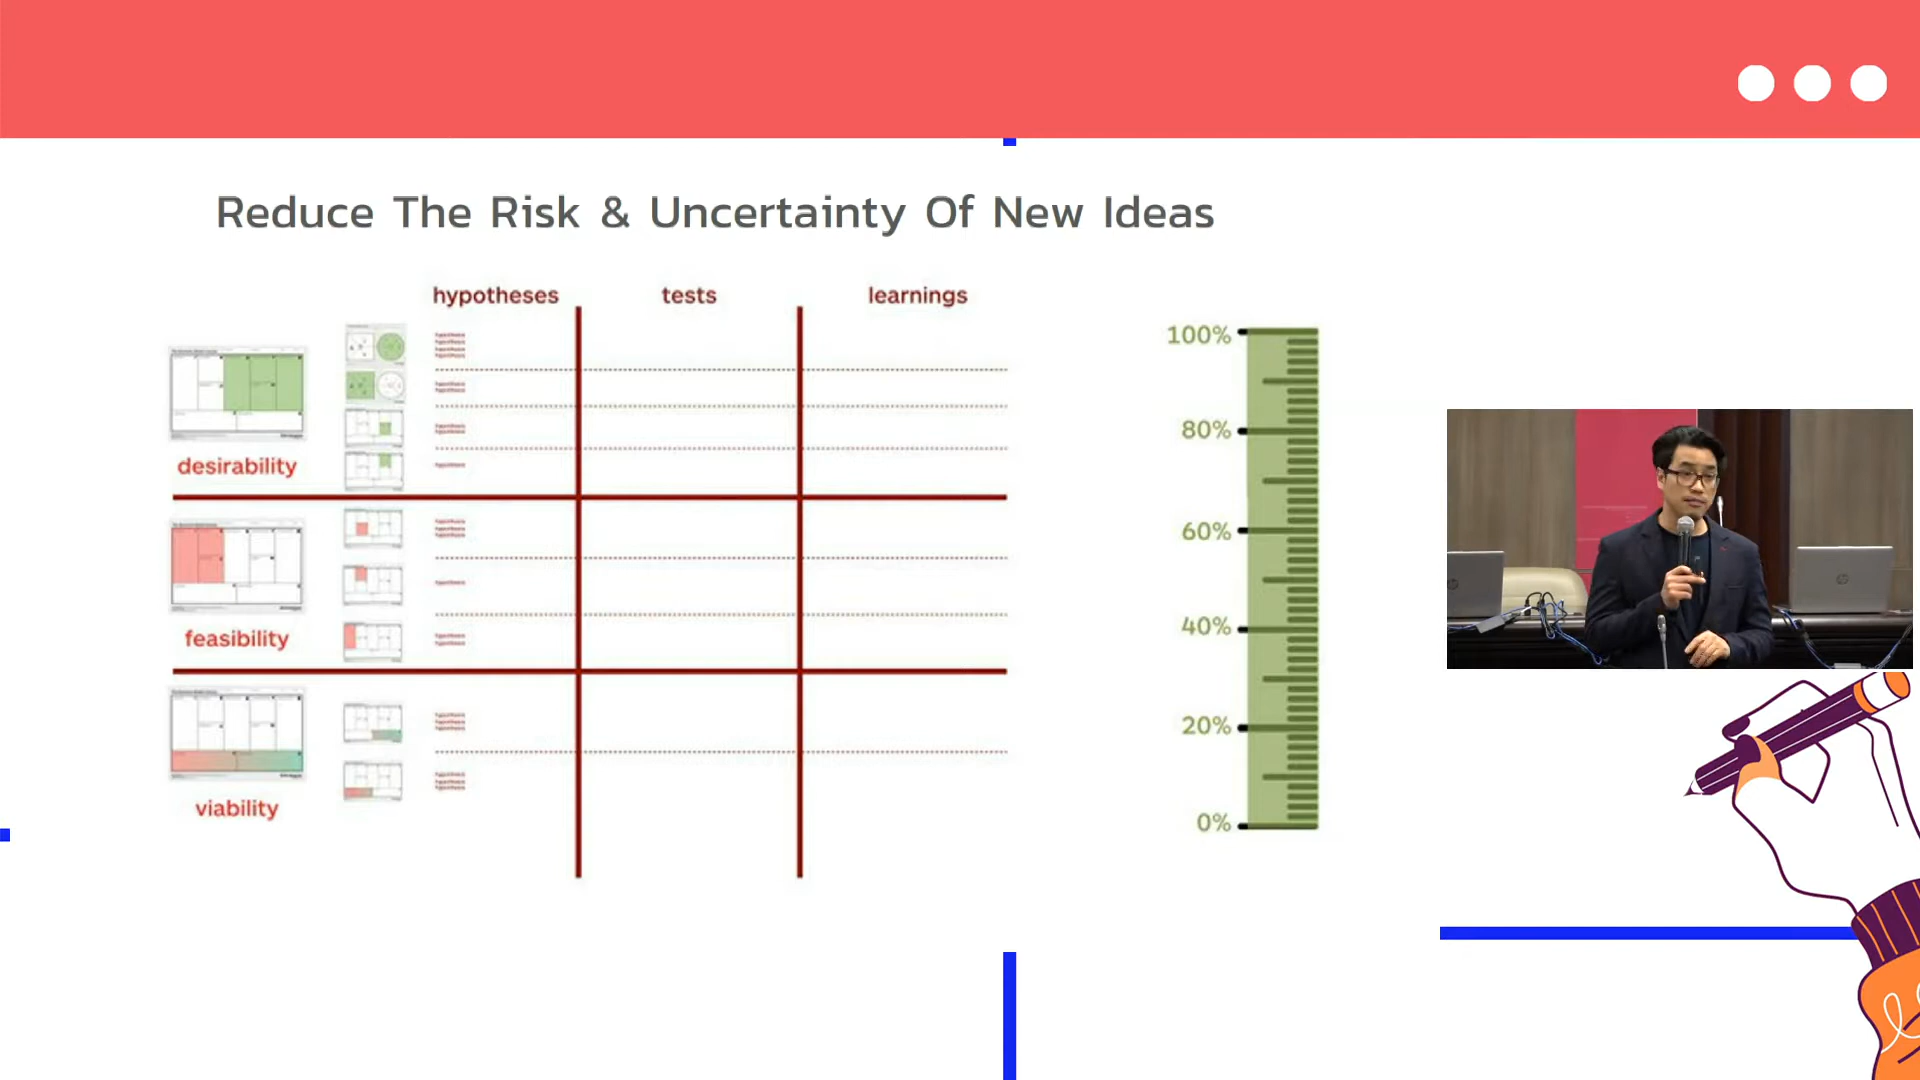 Reduce The Risk & Uncertainty Of New Ideas
hypotheses
tests
learnings
desirability
feasibility
viability
100%
80%
60%
40%
20%
0%